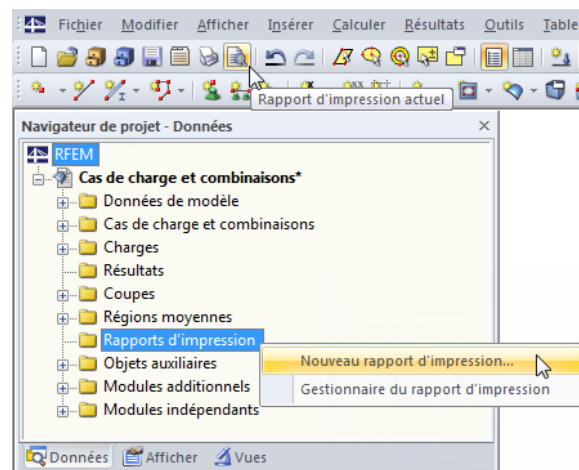 Fichier Modifier Afficher Insérer Calculer Résultats Outils Table
Rapport d'impression actuel
Navigateur de projet - Données
RFEM
Cas de charge et combinaisons*
Données de modèle
Cas de charge et combinaisons
Charges
Résultats
Coupes
Régions moyennes
Rapports d'impression
Nouveau rapport d'impression...
Objets auxiliaires
Gestionnaire du rapport d'impression
Modules additionnels
Modules indépendants
Données Afficher Vues